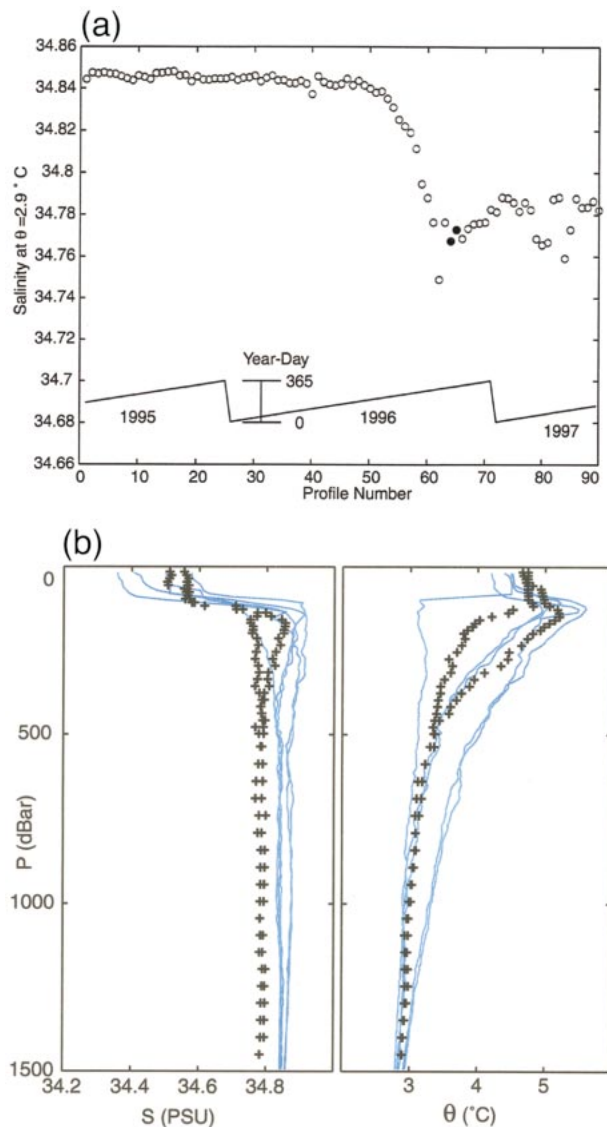 (a)
34.86
34.84
34.82
34.8
34.78
34.76
34.74
34.72
34.7
34.68
34.66
Salinity at θ =2.9 ° C
Year-Day
365
0
1995
1996
1997
0 10 20 30 40 50 60 70 80 90
Profile Number
(b)
0
500
1000
1500
P (dBar)
34.2 34.4 34.6 34.8
S (PSU)
3 4 5
θ (°C)